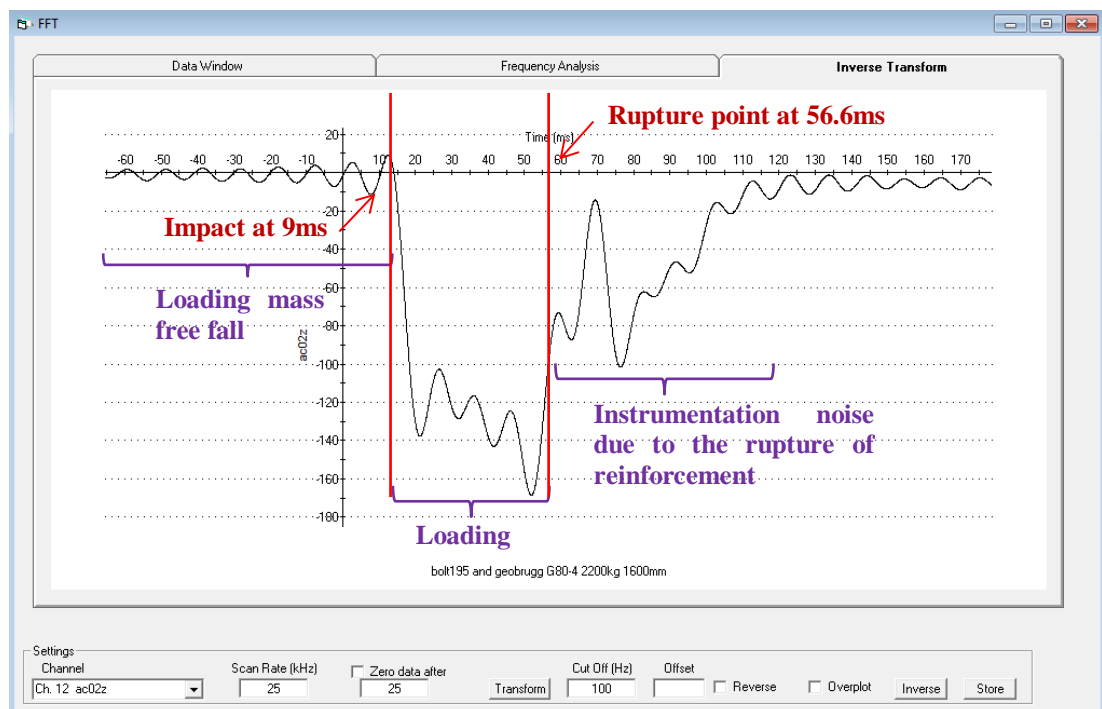 FFT
Data Window Frequency Analysis Inverse Transform
Rupture point at 56.6ms
Time (ms)
20
-60 -50 -40 -30 -20 -10 10 20 30 40 50 60 70 80 90 100 110 120 130 140 150 160 170
-20
Impact at 9ms
-40
-60
Loading mass
free fall
-80
ac02z
-100
-120
Instrumentation noise
due to the rupture of
reinforcement
-140
-160
-180
Loading
bolt195 and geobrugg G80-4 2200kg 1600mm
Settings
Channel Scan Rate (kHz) Zero data after Cut Off (Hz) Offset
Ch. 12 ac02z 25 25 Transform 100 Reverse Overplot Inverse Store